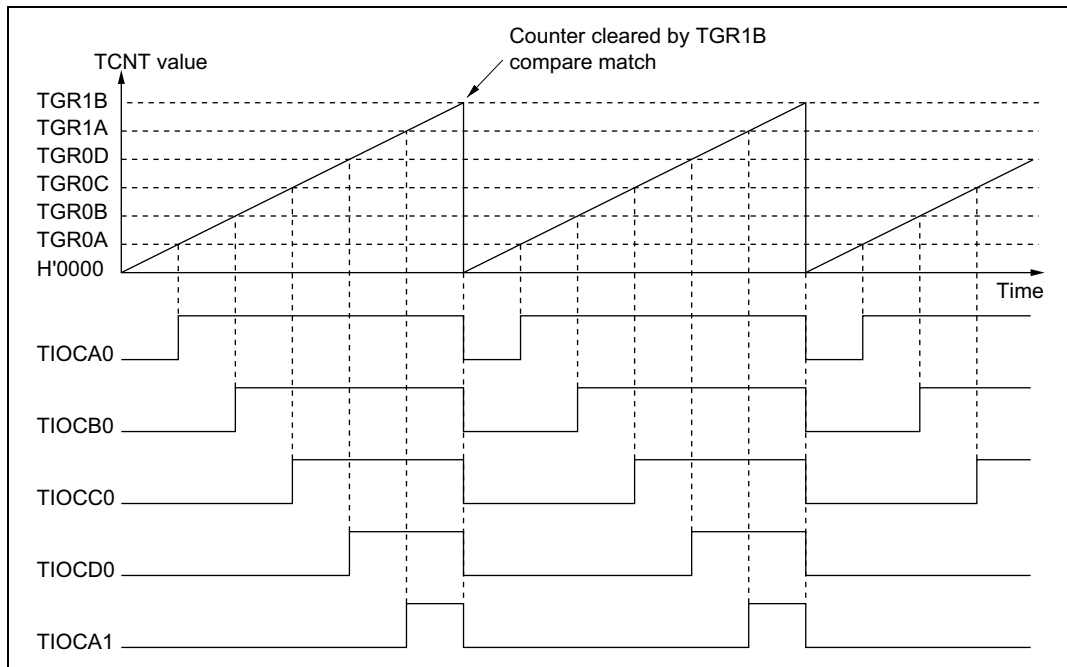 Counter cleared by TGR1B
compare match
TCNT value
TGR1B
TGR1A
TGR0D
TGR0C
TGR0B
TGR0A
H'0000
Time
TIOCA0
TIOCB0
TIOCC0
TIOCD0
TIOCA1